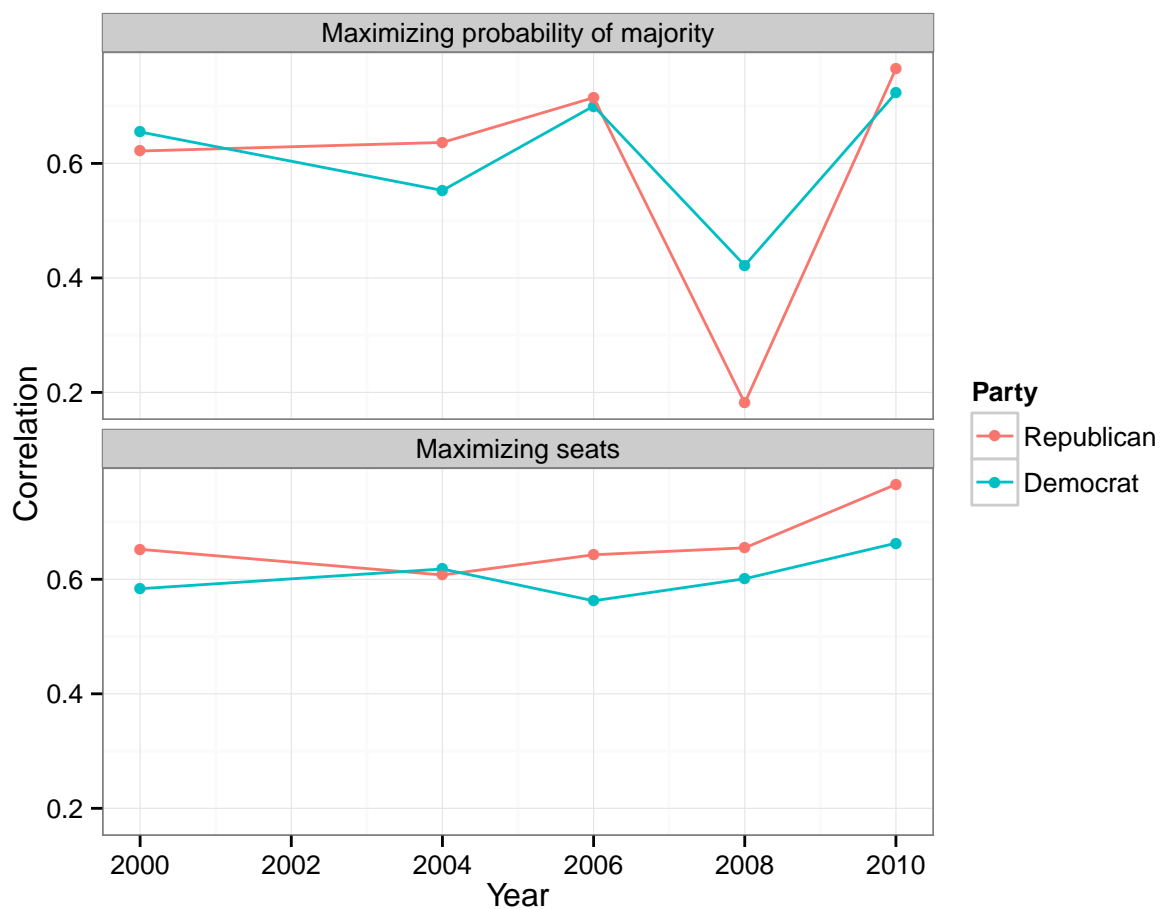 Maximizing probability of majority
0.6
0.4
0.2
Maximizing seats
0.6
0.4
0.2
Correlation
2000 2002 2004 2006 2008 2010
Year
Party
Republican
Democrat